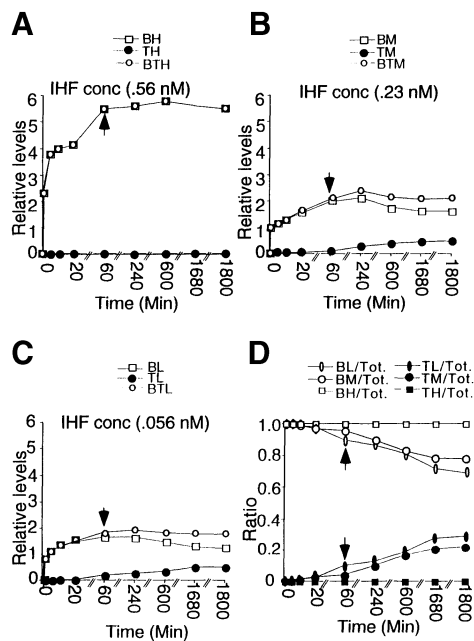 A
BH
TH
BTH
IHF conc (.56 nM)
Relative levels
6
5
4
3
2
1
0
0 20 60 240 600 1680 1800
Time (Min)
B
BM
TM
BTM
IHF conc (.23 nM)
Relative levels
6
5
4
3
2
1
0
0 20 60 240 600 1680 1800
Time (Min)
C
BL
TL
BTL
IHF conc (.056 nM)
Relative levels
6
5
4
3
2
1
0
0 20 60 240 600 1680 1800
Time (Min)
D
BL/Tot. TL/Tot.
BM/Tot. TM/Tot.
BH/Tot. TH/Tot.
Ratio
1.0
0.8
0.6
0.4
0.2
0
0 20 60 240 600 1680 1800
Time (Min)